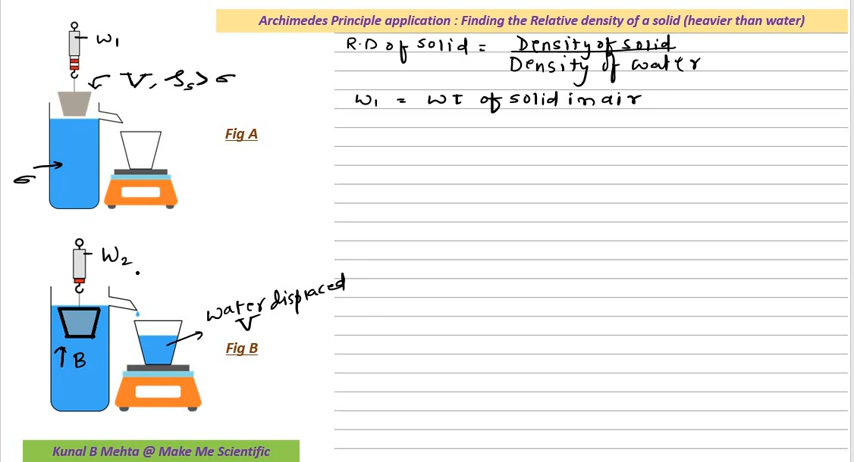 Archimedes Principle application : Finding the Relative density of a solid (heavier than water)
R.D of solid = Density of solid
Density of water
W₁ = WT of solid in air
W₁
V, ρs > σ
Fig A
σ
W₂
water displaced
V
B
Fig B
Kunal B Mehta @ Make Me Scientific